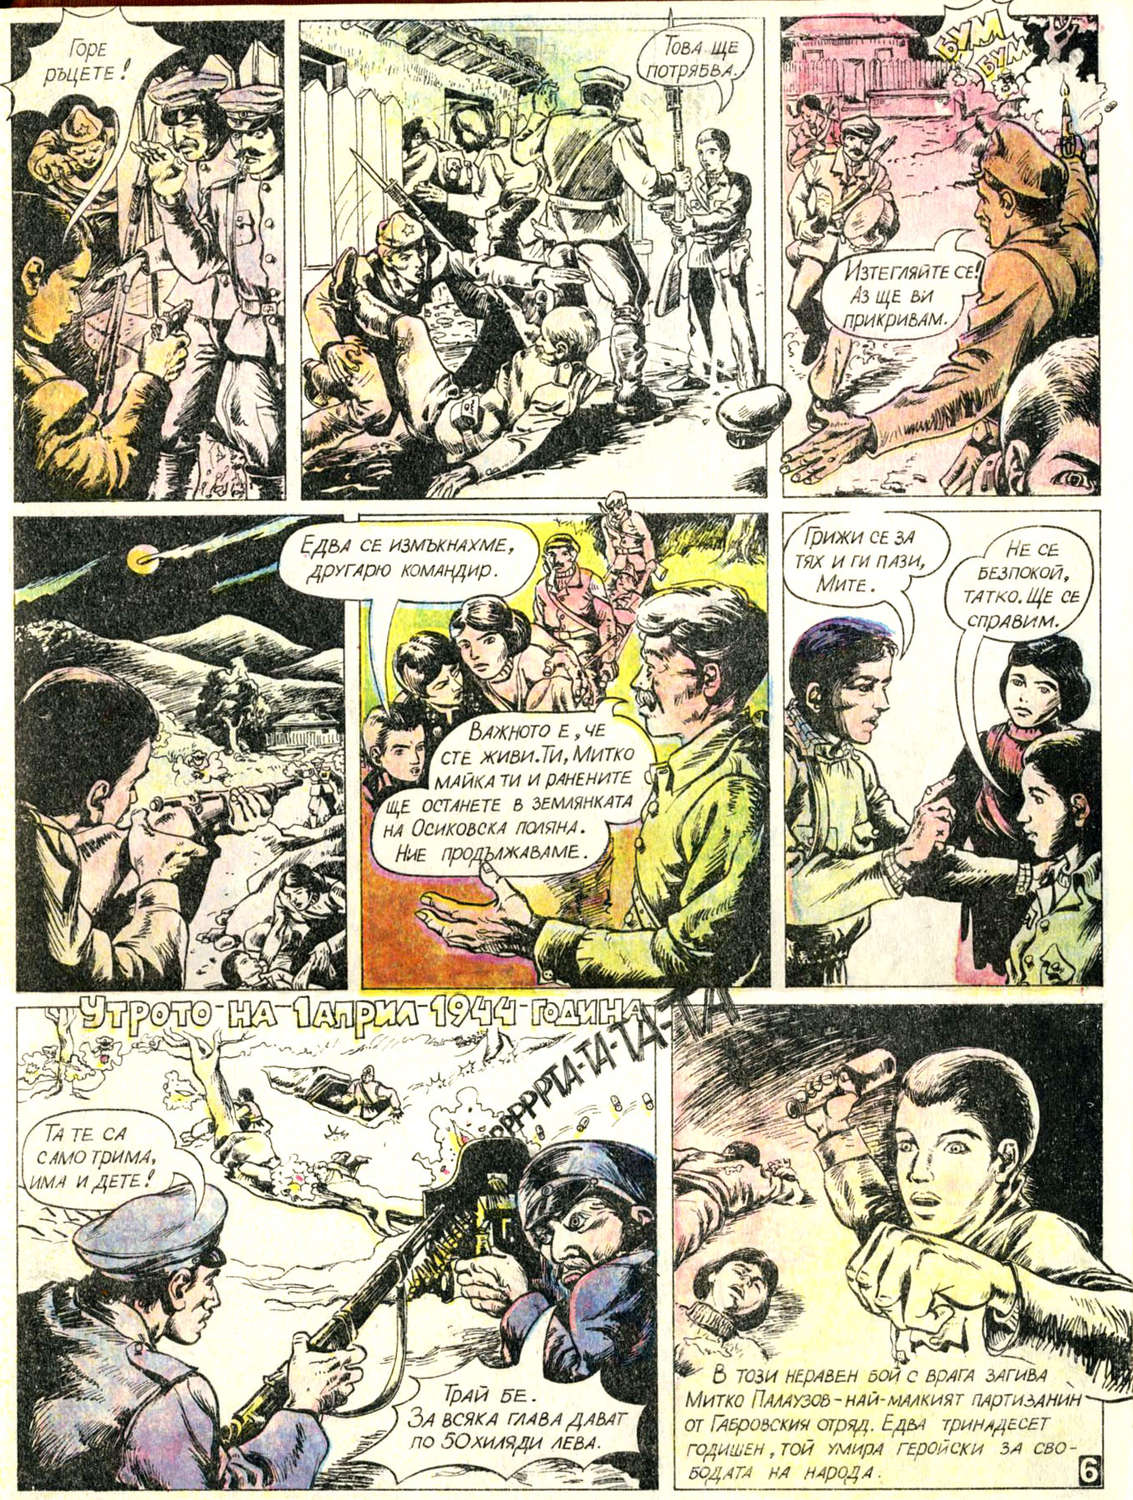 ГОРЕ
РЪЦЕТЕ!
ТОВА ЩЕ
ПОТРЯБВА.
БУМ
БУМ
ИЗТЕГЛЯЙТЕ СЕ!
АЗ ЩЕ ВИ
ПРИКРИВАМ.
ЕДВА СЕ ИЗМЪКНАХМЕ,
ДРУГАРЮ КОМАНДИР.
ВАЖНОТО Е, ЧЕ
СТЕ ЖИВИ. ТИ, МИТКО
МАЙКА ТИ И РАНЕНИТЕ
ЩЕ ОСТАНЕТЕ В ЗЕМЛЯНКАТА
НА ОСИКОВСКА ПОЛЯНА.
НИЕ ПРОДЪЛЖАВАМЕ.
ГРИЖИ СЕ ЗА
ТЯХ И ГИ ПАЗИ,
МИТЕ.
НЕ СЕ
БЕЗПОКОЙ,
ТАТКО. ЩЕ СЕ
СПРАВИМ.
УТРОТО НА 1 АПРИЛ 1944 ГОДИНА
ТА ТЕ СА
САМО ТРИМА,
ИМА И ДЕТЕ!
РРРРРТА-ТА-ТА-ТА-ТА
ТРАЙ БЕ.
ЗА ВСЯКА ГЛАВА ДАВАТ
ПО 50 ХИЛЯДИ ЛЕВА.
В ТОЗИ НЕРАВЕН БОЙ С ВРАГА ЗАГИВА
МИТКО ПАЛАУЗОВ-НАЙ-МАЛКИЯТ ПАРТИЗАНИН
ОТ ГАБРОВСКИЯ ОТРЯД. ЕДВА ТРИНАДЕСЕТ
ГОДИШЕН, ТОЙ УМИРА ГЕРОЙСКИ ЗА СВО-
БОДАТА НА НАРОДА.
6